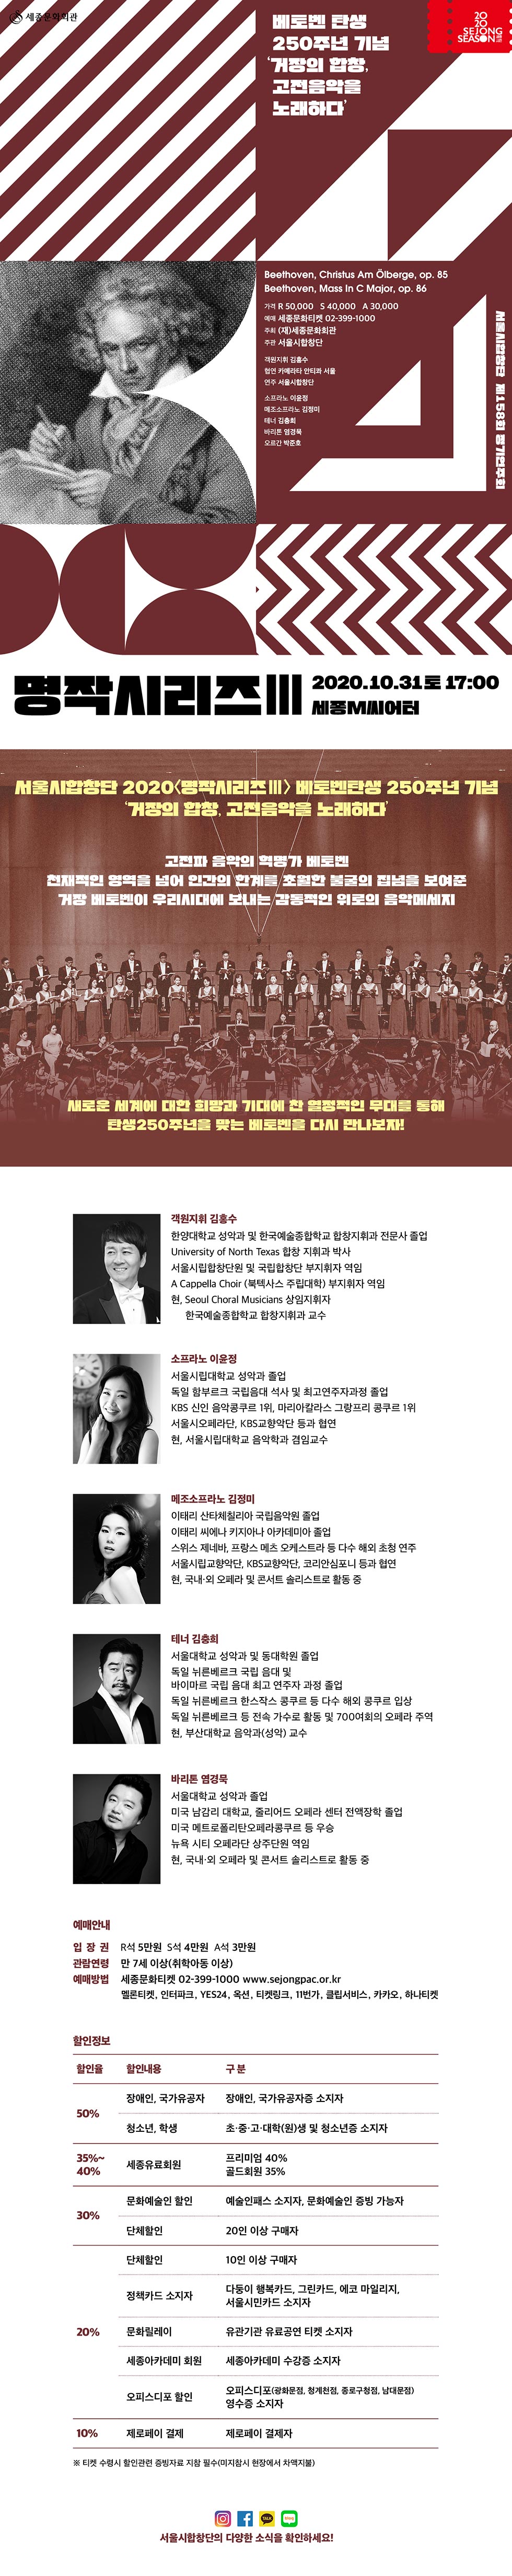 세종문화회관
베토벤 탄생
250주년 기념
‘거장의 합창,
고전음악을
노래하다’
20
20
SEJONG
SEASON
Beethoven, Christus Am Ölberge, op. 85
Beethoven, Mass In C Major, op. 86
가격 R 50,000 S 40,000 A 30,000
예매 세종문화티켓 02-399-1000
주최 (재)세종문화회관
주관 서울시합창단
객원지휘 김홍수
협연 카메라타 안티콰 서울
연주 서울시합창단
소프라노 이윤정
메조소프라노 김정미
테너 김충희
바리톤 염경묵
오르간 박준호
서울시합창단 제158회 정기연주회
명작시리즈Ⅲ
2020.10.31토 17:00
세종M씨어터
서울시합창단 2020〈명작시리즈Ⅲ〉 베토벤탄생 250주년 기념
‘거장의 합창, 고전음악을 노래하다’
고전파 음악의 혁명가 베토벤
천재적인 영역을 넘어 인간의 한계를 초월한 불굴의 집념을 보여준
거장 베토벤이 우리시대에 보내는 감동적인 위로의 음악메세지
새로운 세계에 대한 희망과 기대에 찬 열정적인 무대를 통해
탄생250주년을 맞는 베토벤을 다시 만나보자!
객원지휘 김홍수
한양대학교 성악과 및 한국예술종합학교 합창지휘과 전문사 졸업
University of North Texas 합창 지휘과 박사
서울시립합창단원 및 국립합창단 부지휘자 역임
A Cappella Choir (북텍사스 주립대학) 부지휘자 역임
현, Seoul Choral Musicians 상임지휘자
한국예술종합학교 합창지휘과 교수
소프라노 이윤정
서울시립대학교 성악과 졸업
독일 함부르크 국립음대 석사 및 최고연주자과정 졸업
KBS 신인 음악콩쿠르 1위, 마리아칼라스 그랑프리 콩쿠르 1위
서울시오페라단, KBS교향악단 등과 협연
현, 서울시립대학교 음악학과 겸임교수
메조소프라노 김정미
이태리 산타체칠리아 국립음악원 졸업
이태리 씨에나 키지아나 아카데미아 졸업
스위스 제네바, 프랑스 메츠 오케스트라 등 다수 해외 초청 연주
서울시립교향악단, KBS교향악단, 코리안심포니 등과 협연
현, 국내·외 오페라 및 콘서트 솔리스트로 활동 중
테너 김충희
서울대학교 성악과 및 동대학원 졸업
독일 뉘른베르크 국립 음대 및
바이마르 국립 음대 최고 연주자 과정 졸업
독일 뉘른베르크 한스작스 콩쿠르 등 다수 해외 콩쿠르 입상
독일 뉘른베르크 등 전속 가수로 활동 및 700여회의 오페라 주역
현, 부산대학교 음악과(성악) 교수
바리톤 염경묵
서울대학교 성악과 졸업
미국 남감리 대학교, 줄리어드 오페라 센터 전액장학 졸업
미국 메트로폴리탄오페라콩쿠르 등 우승
뉴욕 시티 오페라단 상주단원 역임
현, 국내·외 오페라 및 콘서트 솔리스트로 활동 중
예매안내
입 장 권 R석 5만원 S석 4만원 A석 3만원
관람연령 만 7세 이상(취학아동 이상)
예매방법 세종문화티켓 02-399-1000 www.sejongpac.or.kr
멜론티켓, 인터파크, YES24, 옥션, 티켓링크, 11번가, 클립서비스, 카카오, 하나티켓
할인정보
할인율 할인내용 구 분
50% 장애인, 국가유공자 장애인, 국가유공자증 소지자
청소년, 학생 초·중·고·대학(원)생 및 청소년증 소지자
35%~
40% 세종유료회원 프리미엄 40%
골드회원 35%
30% 문화예술인 할인 예술인패스 소지자, 문화예술인 증빙 가능자
단체할인 20인 이상 구매자
20% 단체할인 10인 이상 구매자
정책카드 소지자 다둥이 행복카드, 그린카드, 에코 마일리지,
서울시민카드 소지자
문화릴레이 유관기관 유료공연 티켓 소지자
세종아카데미 회원 세종아카데미 수강증 소지자
오피스디포 할인 오피스디포(광화문점, 청계천점, 종로구청점, 남대문점)
영수증 소지자
10% 제로페이 결제 제로페이 결제자
※ 티켓 수령시 할인관련 증빙자료 지참 필수(미지참시 현장에서 차액지불)
TALK
서울시합창단의 다양한 소식을 확인하세요!